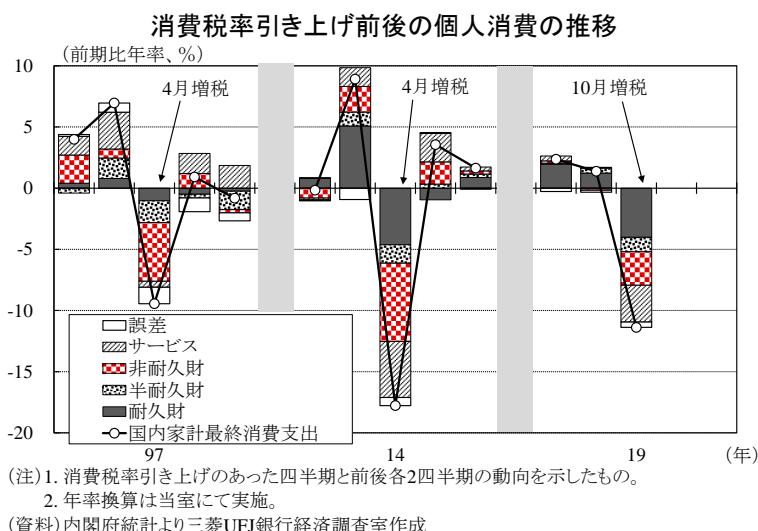 消費税率引き上げ前後の個人消費の推移
(前期比年率、%)
10
5
0
-5
-10
-15
-20
4月増税
4月増税
10月増税
誤差
サービス
非耐久財
半耐久財
耐久財
国内家計最終消費支出
97
14
19
(年)
(注)1. 消費税率引き上げのあった四半期と前後各2四半期の動向を示したもの。
2. 年率換算は当室にて実施。
(資料)内閣府統計より三菱UFJ銀行経済調査室作成